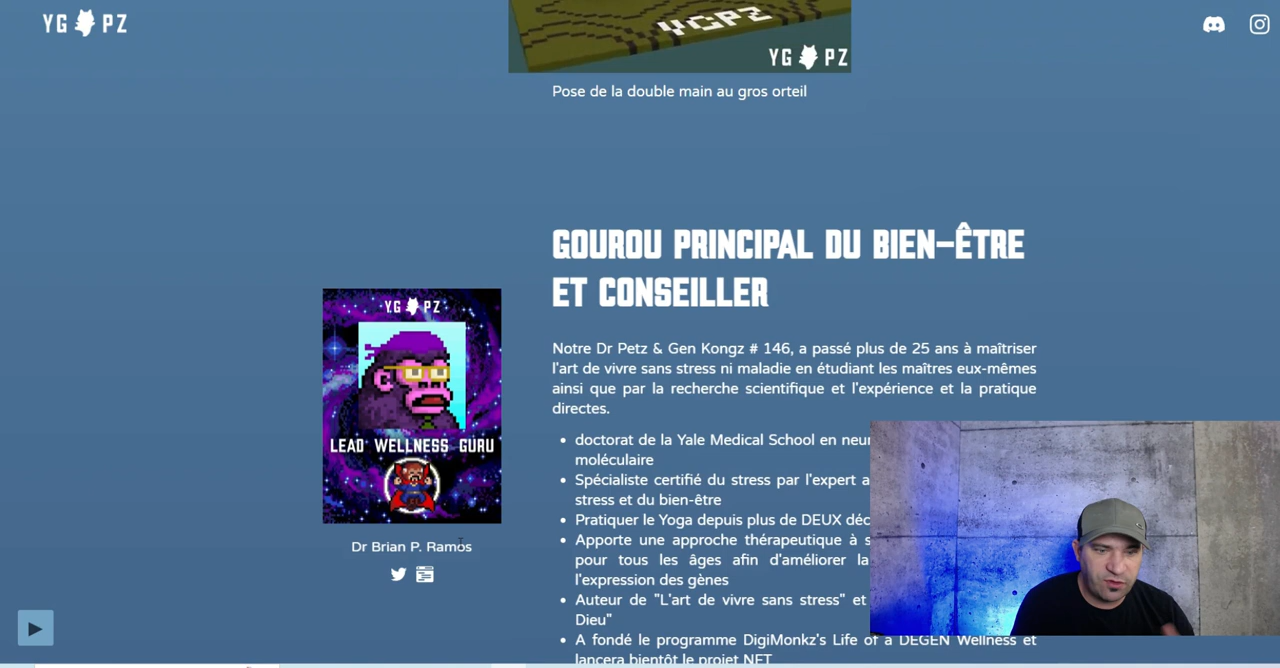 YG PZ
YGPZ
YG PZ
Pose de la double main au gros orteil
GOUROU PRINCIPAL DU BIEN-ÊTRE
ET CONSEILLER
YG PZ
LEAD WELLNESS GURU
Dr Brian P. Ramos
Notre Dr Petz & Gen Kongz # 146, a passé plus de 25 ans à maîtriser
l'art de vivre sans stress ni maladie en étudiant les maîtres eux-mêmes
ainsi que par la recherche scientifique et l'expérience et la pratique
directes.
doctorat de la Yale Medical School en
moléculaire
Spécialiste certifié du stress par l'expert
stress et du bien-être
Pratiquer le Yoga depuis plus de DEUX
Apporte une approche thérapeutique à
pour tous les âges afin d'améliorer la
l'expression des gènes
Auteur de "L'art de vivre sans stress" et
Dieu"
A fondé le programme DigiMonkz's Life of a DEGEN Wellness et
lancera bientôt le projet NFT